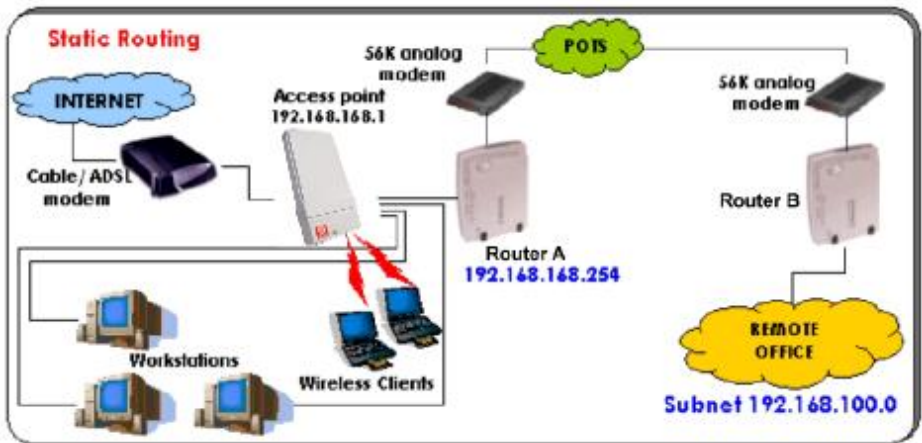 Static Routing
INTERNET
Cable/ADSL
modem
Access point
192.168.168.1
56K analog
modem
POTS
56K analog
modem
Router A
192.168.168.254
Router B
Workstations
Wireless Clients
REMOTE
OFFICE
Subnet 192.168.100.0